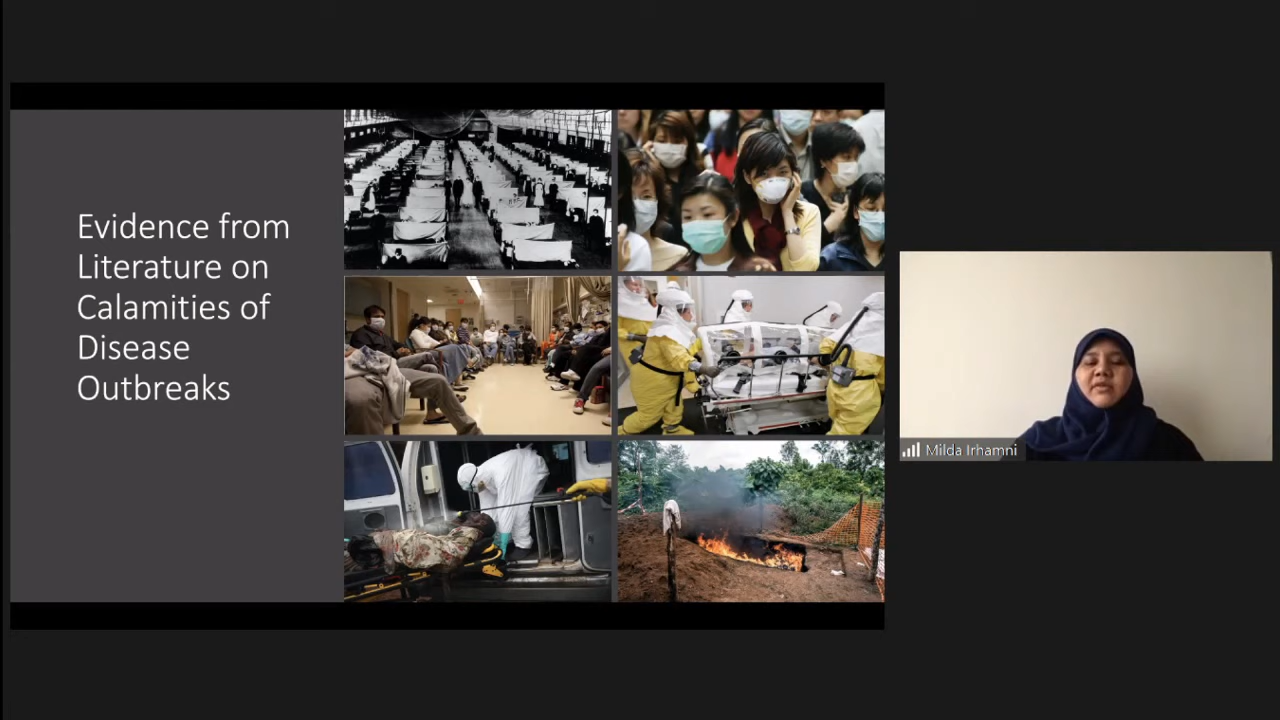 Evidence from
Literature on
Calamities of
Disease
Outbreaks
Milda Irhamni